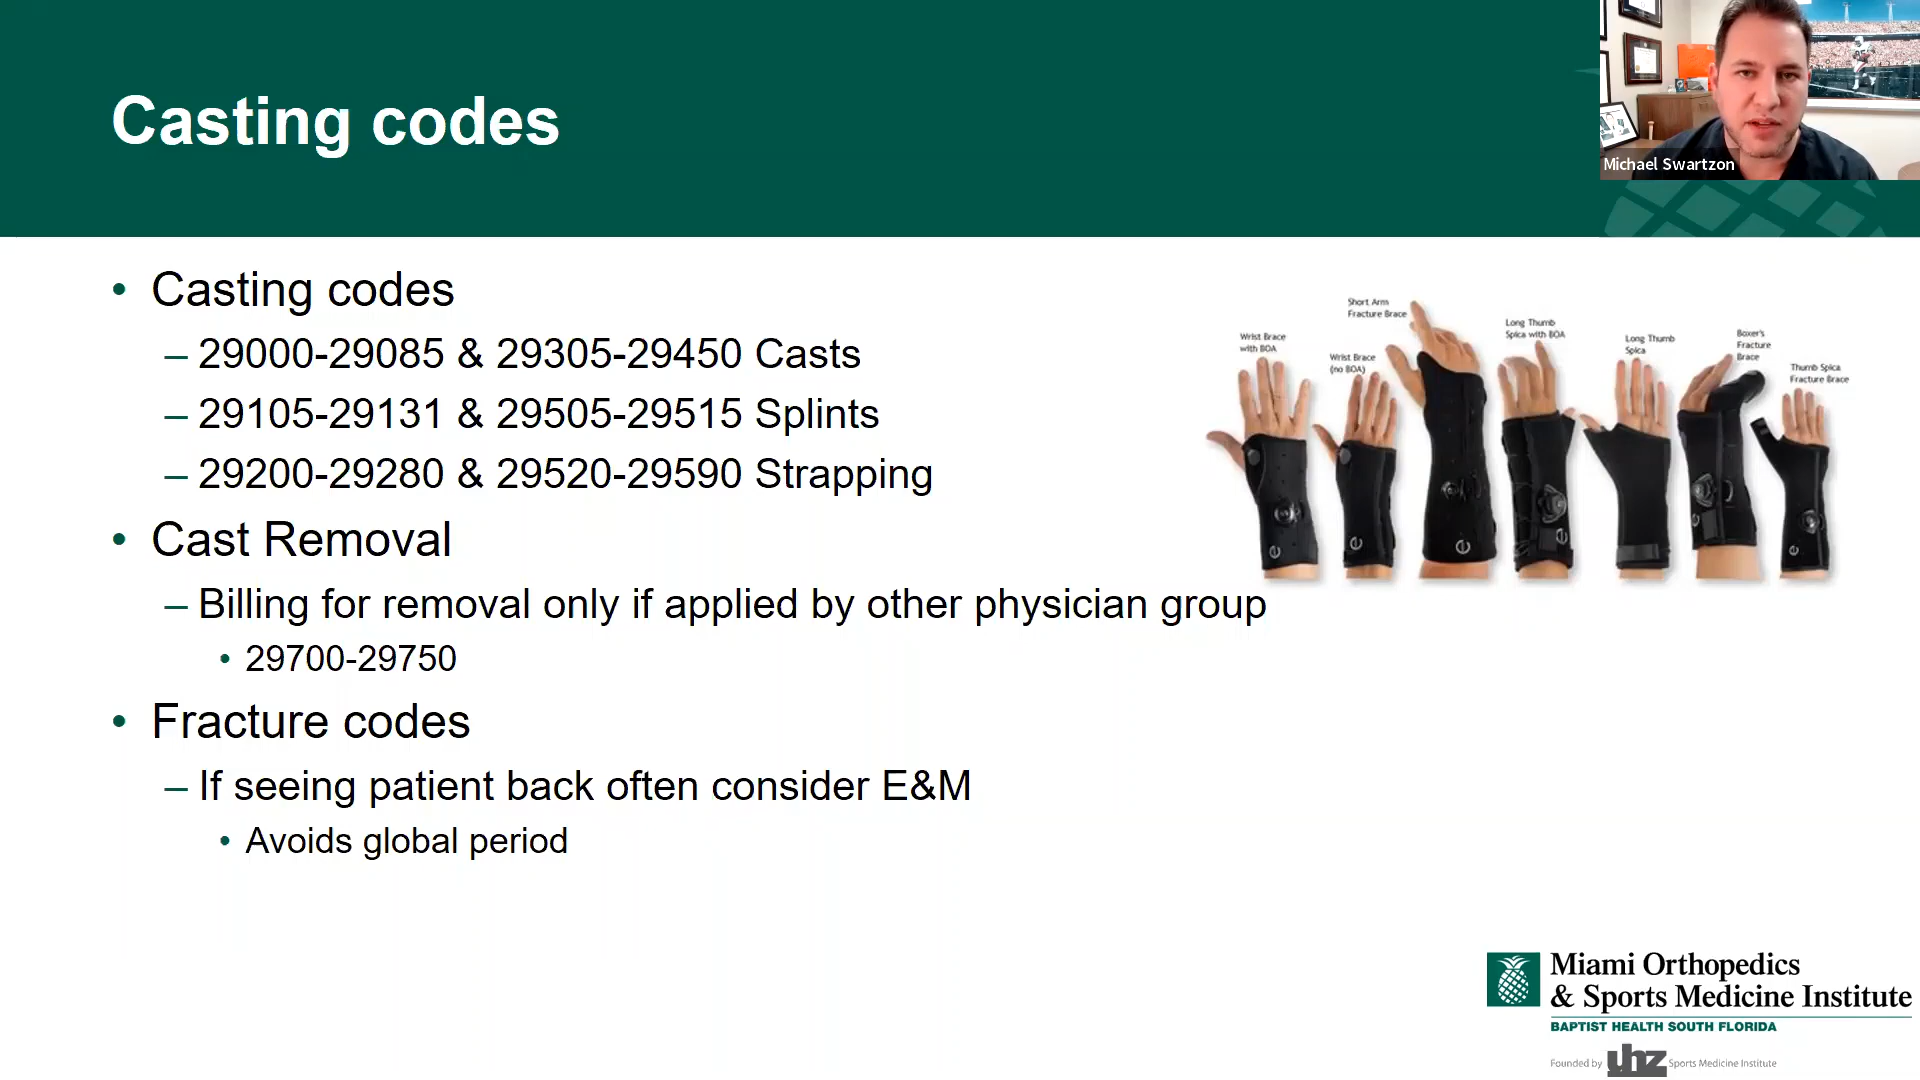 Casting codes
Michael Swartzon
• Casting codes
– 29000-29085 & 29305-29450 Casts
– 29105-29131 & 29505-29515 Splints
– 29200-29280 & 29520-29590 Strapping
• Cast Removal
– Billing for removal only if applied by other physician group
• 29700-29750
• Fracture codes
– If seeing patient back often consider E&M
• Avoids global period
Wrist Brace
with BOA
Wrist Brace
(no BOA)
Short Arm
Fracture Brace
Long Thumb
Spica with BOA
Long Thumb
Spica
Boxer's
Fracture
Brace
Thumb Spica
Fracture Brace
Miami Orthopedics
& Sports Medicine Institute
BAPTIST HEALTH SOUTH FLORIDA
Founded by uhz Sports Medicine Institute